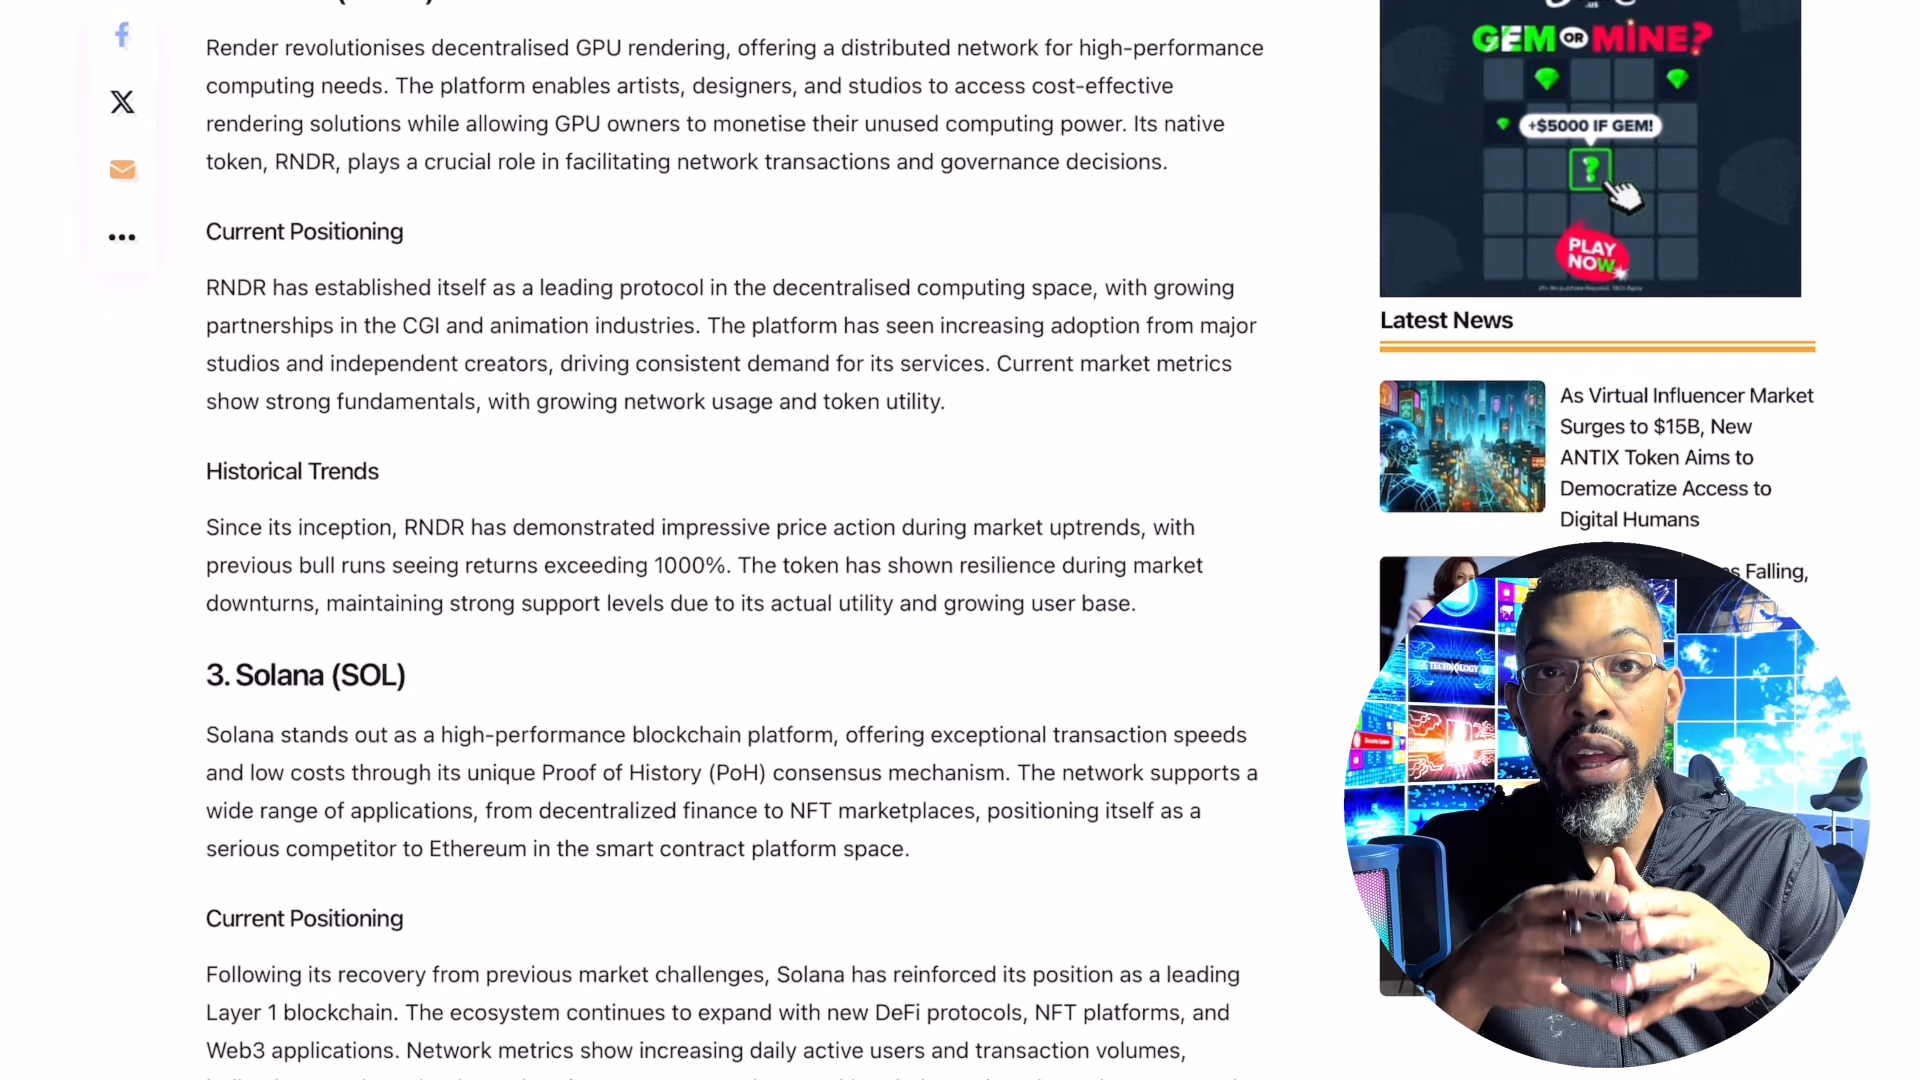 Render revolutionises decentralised GPU rendering, offering a distributed network for high-performance
computing needs. The platform enables artists, designers, and studios to access cost-effective
rendering solutions while allowing GPU owners to monetise their unused computing power. Its native
token, RNDR, plays a crucial role in facilitating network transactions and governance decisions.
Current Positioning
RNDR has established itself as a leading protocol in the decentralised computing space, with growing
partnerships in the CGI and animation industries. The platform has seen increasing adoption from major
studios and independent creators, driving consistent demand for its services. Current market metrics
show strong fundamentals, with growing network usage and token utility.
Historical Trends
Since its inception, RNDR has demonstrated impressive price action during market uptrends, with
previous bull runs seeing returns exceeding 1000%. The token has shown resilience during market
downturns, maintaining strong support levels due to its actual utility and growing user base.
3. Solana (SOL)
Solana stands out as a high-performance blockchain platform, offering exceptional transaction speeds
and low costs through its unique Proof of History (PoH) consensus mechanism. The network supports a
wide range of applications, from decentralized finance to NFT marketplaces, positioning itself as a
serious competitor to Ethereum in the smart contract platform space.
Current Positioning
Following its recovery from previous market challenges, Solana has reinforced its position as a leading
Layer 1 blockchain. The ecosystem continues to expand with new DeFi protocols, NFT platforms, and
Web3 applications. Network metrics show increasing daily active users and transaction volumes,
.us
GEM OR MINE?
+$5000 IF GEM!
?
PLAY
NOW
Latest News
As Virtual Influencer Market
Surges to $15B, New
ANTIX Token Aims to
Democratize Access to
Digital Humans
Falling,
TECHNOLOGY